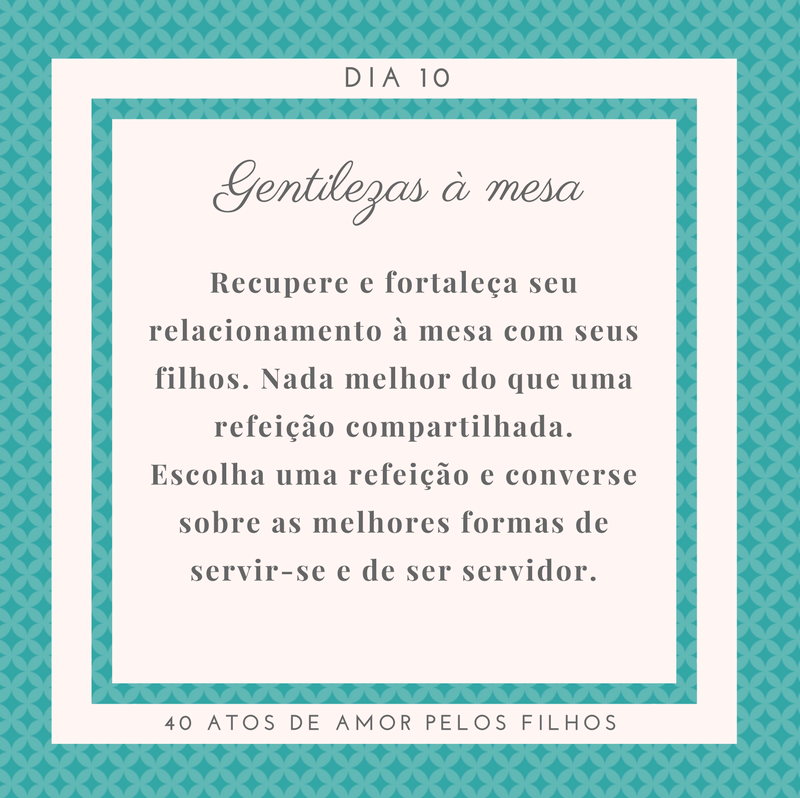 DIA 10
Gentilezas à mesa
Recupere e fortaleça seu
relacionamento à mesa com seus
filhos. Nada melhor do que uma
refeição compartilhada.
Escolha uma refeição e converse
sobre as melhores formas de
servir-se e de ser servidor.
40 ATOS DE AMOR PELOS FILHOS